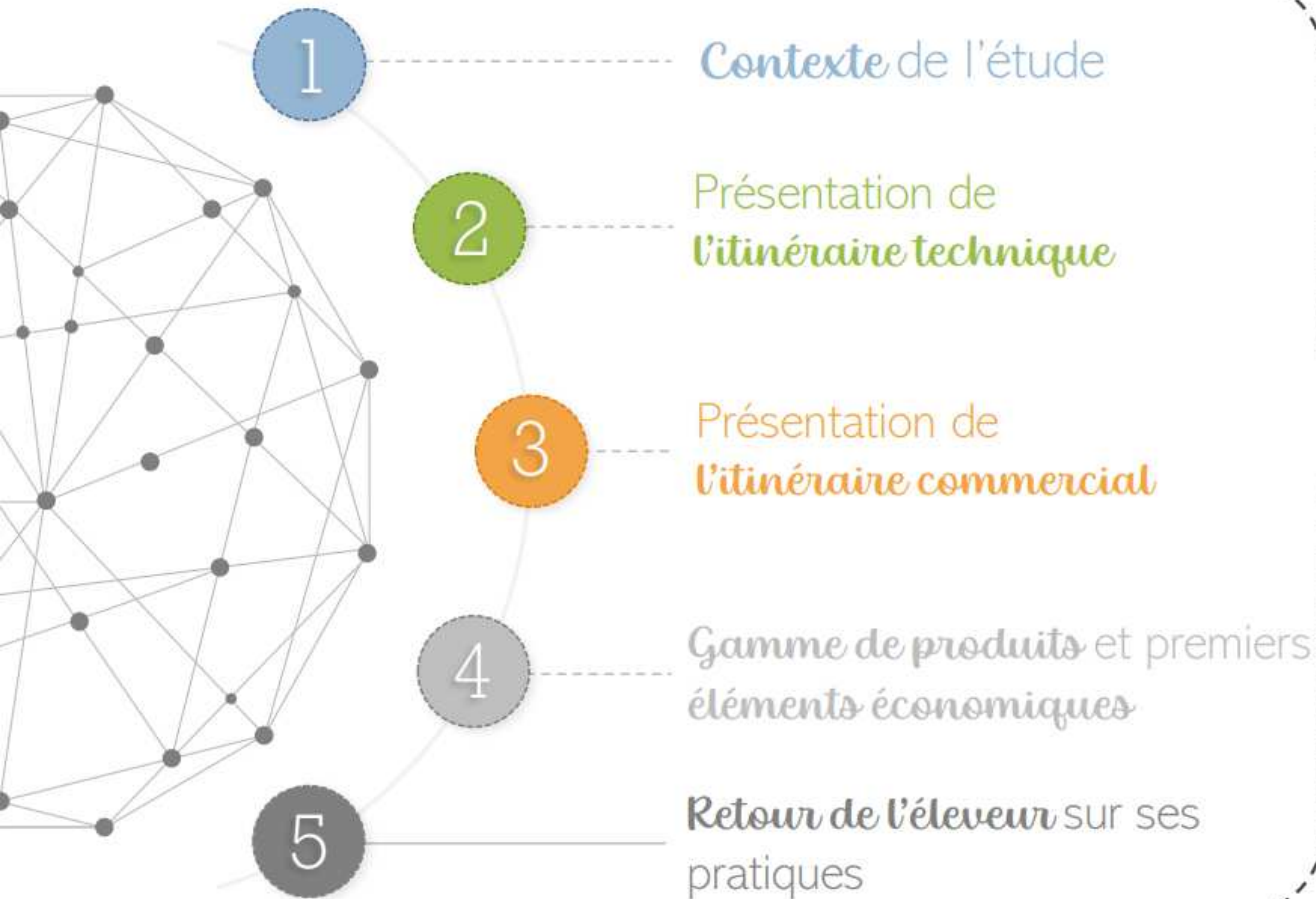 1
Contexte de l'étude
2
Présentation de
l'itinéraire technique
3
Présentation de
l'itinéraire commercial
4
Gamme de produits et premiers
éléments économiques
5
Retour de l'éleveur sur ses
pratiques